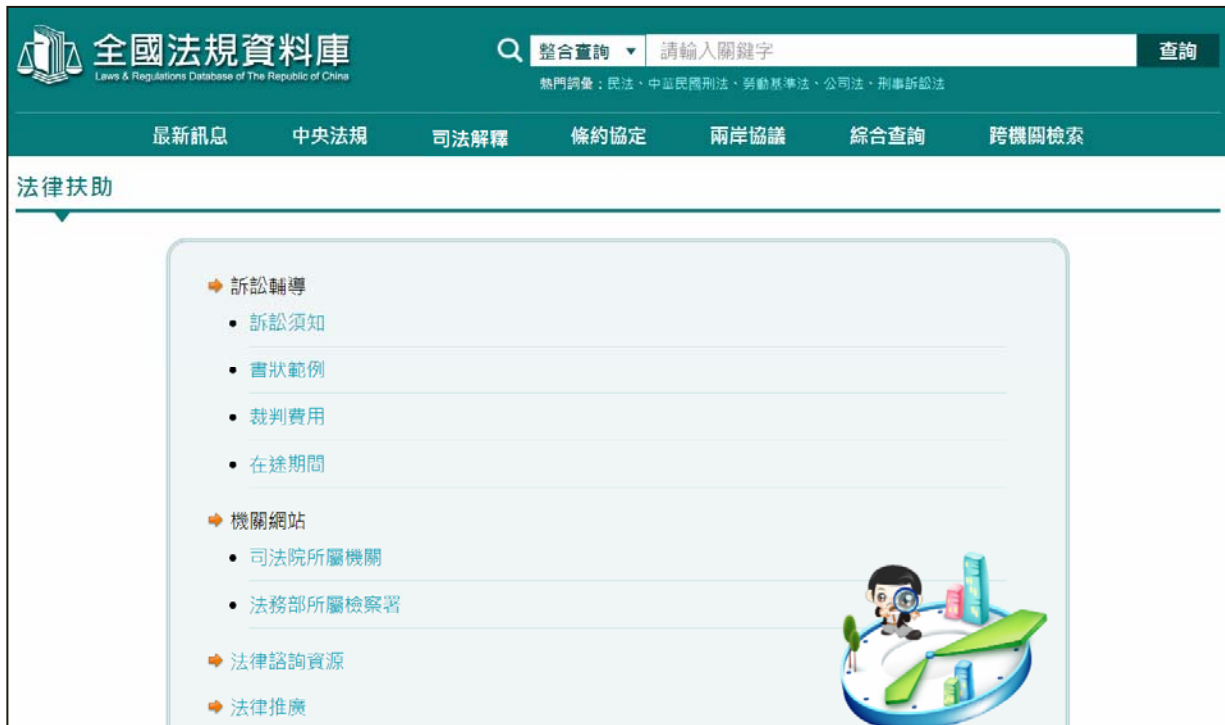 全國法規資料庫
Laws & Regulations Database of The Republic of China
整合查詢 ▼ 請輸入關鍵字 查詢
熱門詞彙：民法、中華民國刑法、勞動基準法、公司法、刑事訴訟法
最新訊息 中央法規 司法解釋 條約協定 兩岸協議 綜合查詢 跨機關檢索
法律扶助
訴訟輔導
訴訟須知
書狀範例
裁判費用
在途期間
機關網站
司法院所屬機關
法務部所屬檢察署
法律諮詢資源
法律推廣